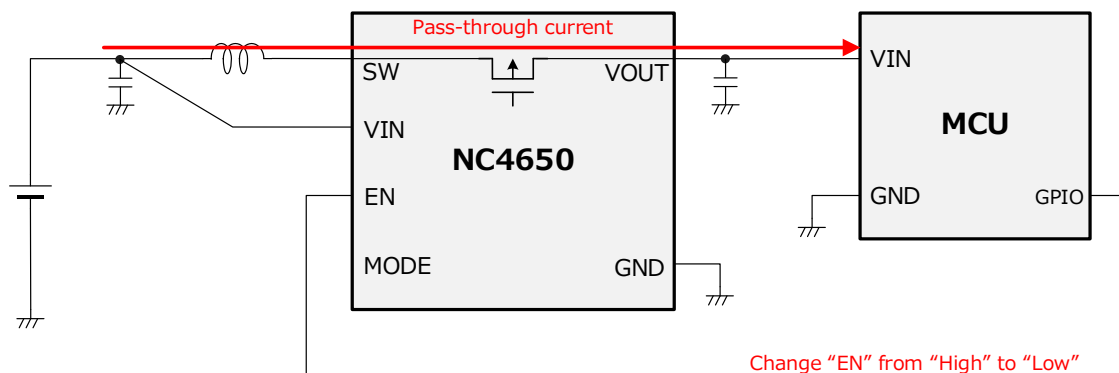 Pass-through current
SW
VOUT
VIN
VIN
MCU
NC4650
EN
GND
GPIO
MODE
GND
Change “EN” from “High” to “Low”